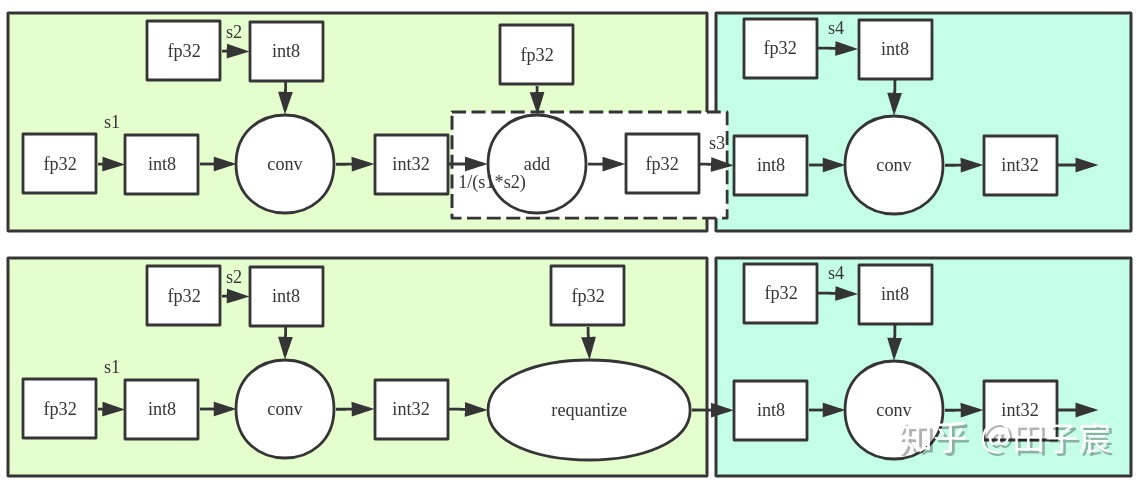 s2
s4
fp32
int8
fp32
fp32
int8
s1
s3
fp32
int8
conv
int32
add
fp32
int8
conv
int32
1/(s1*s2)
s2
s4
fp32
int8
fp32
fp32
int8
s1
fp32
int8
conv
int32
requantize
int8
conv
int32
知乎 @田子宸